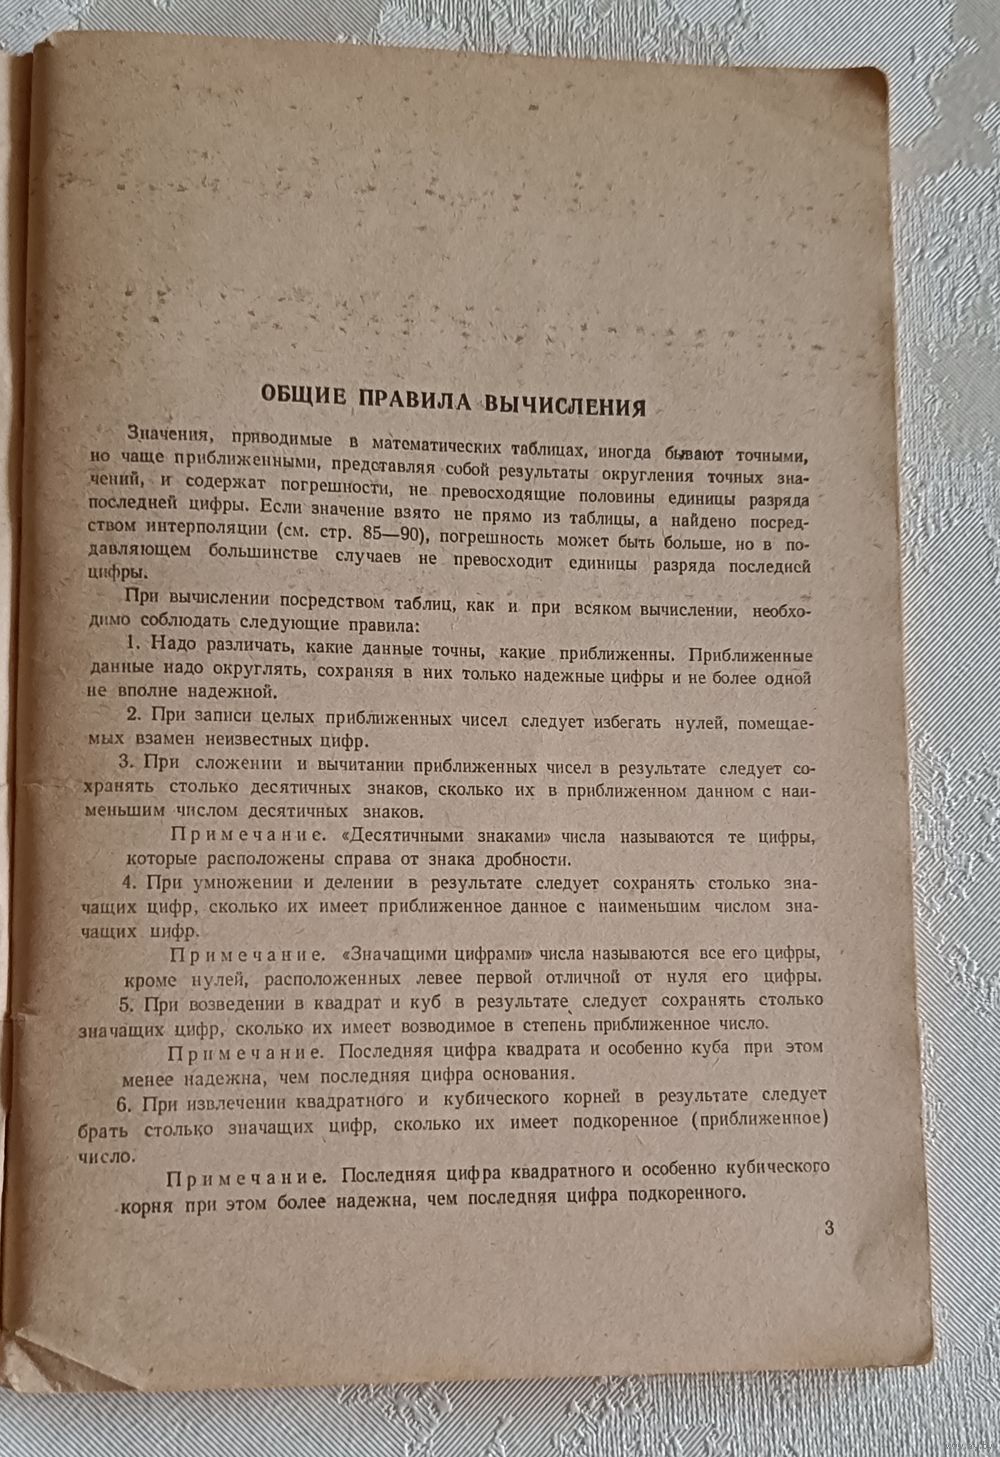 ОБЩИЕ ПРАВИЛА ВЫЧИСЛЕНИЯ
Значения, приводимые в математических таблицах, иногда бывают точными,
но чаще приближенными, представляя собой результаты округления точных зна-
чений, и содержат погрешности, не превосходящие половины единицы разряда
последней цифры. Если значение взято не прямо из таблицы, а найдено посред-
ством интерполяции (см. стр. 85—90), погрешность может быть больше, но в по-
давляющем большинстве случаев не превосходит единицы разряда последней
цифры.
При вычислении посредством таблиц, как и при всяком вычислении, необхо-
димо соблюдать следующие правила:
1. Надо различать, какие данные точны, какие приближенны. Приближенные
данные надо округлять, сохраняя в них только надежные цифры и не более одной
не вполне надежной.
2. При записи целых приближенных чисел следует избегать нулей, помещае-
мых взамен неизвестных цифр.
3. При сложении и вычитании приближенных чисел в результате следует со-
хранять столько десятичных знаков, сколько их в приближенном данном с наи-
меньшим числом десятичных знаков.
Примечание. «Десятичными знаками» числа называются те цифры,
которые расположены справа от знака дробности.
4. При умножении и делении в результате следует сохранять столько зна-
чащих цифр, сколько их имеет приближенное данное с наименьшим числом зна-
чащих цифр.
Примечание. «Значащими цифрами» числа называются все его цифры,
кроме нулей, расположенных левее первой отличной от нуля его цифры.
5. При возведении в квадрат и куб в результате следует сохранять столько
значащих цифр, сколько их имеет возводимое в степень приближенное число.
Примечание. Последняя цифра квадрата и особенно куба при этом
менее надежна, чем последняя цифра основания.
6. При извлечении квадратного и кубического корней в результате следует
брать столько значащих цифр, сколько их имеет подкоренное (приближенное)
число.
Примечание. Последняя цифра квадратного и особенно кубического
корня при этом более надежна, чем последняя цифра подкоренного.
3